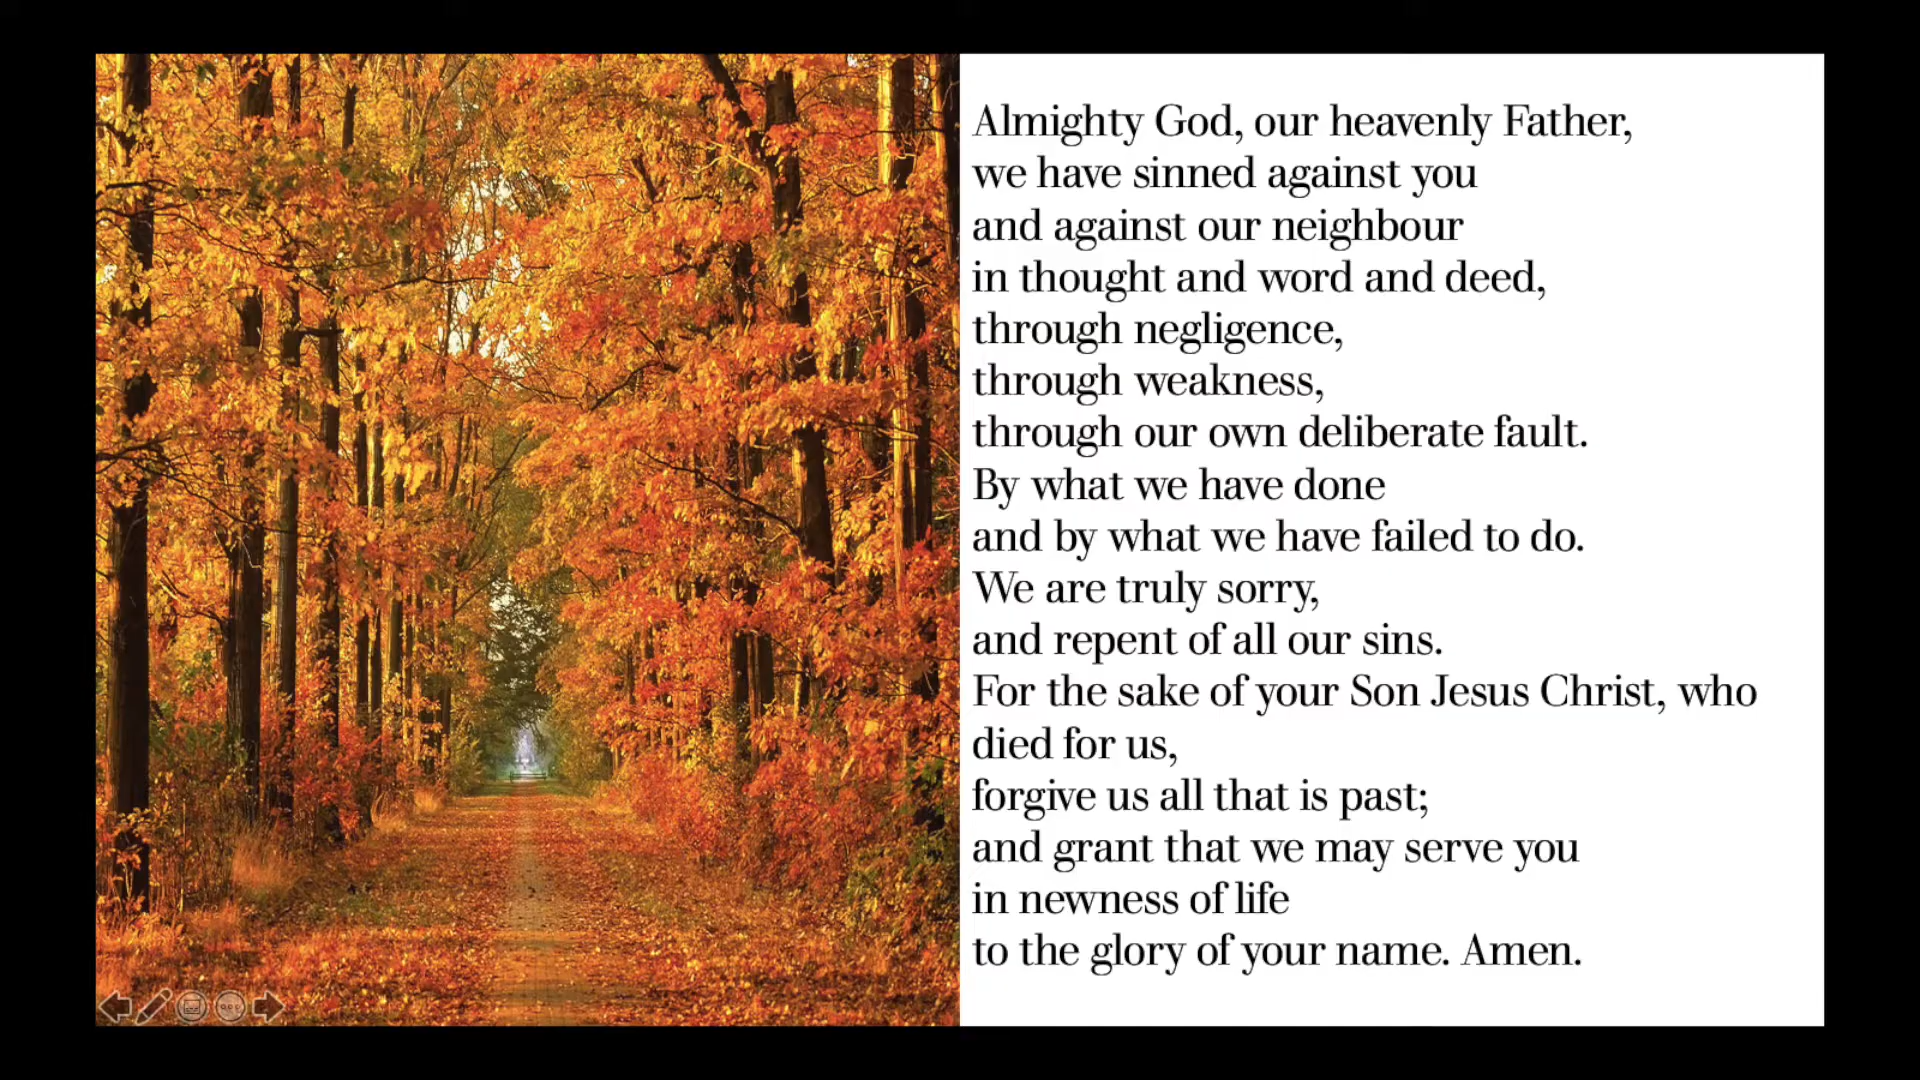 Almighty God, our heavenly Father,
we have sinned against you
and against our neighbour
in thought and word and deed,
through negligence,
through weakness,
through our own deliberate fault.
By what we have done
and by what we have failed to do.
We are truly sorry,
and repent of all our sins.
For the sake of your Son Jesus Christ, who
died for us,
forgive us all that is past;
and grant that we may serve you
in newness of life
to the glory of your name. Amen.